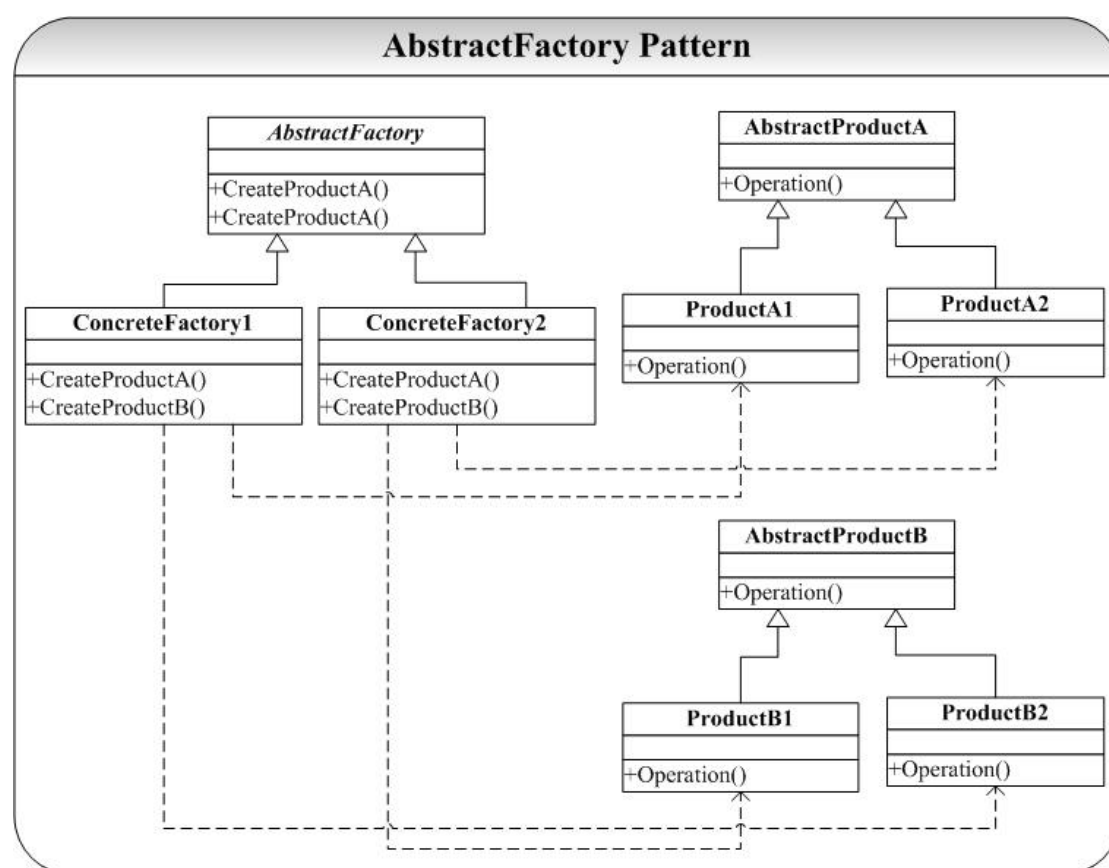 AbstractFactory Pattern
AbstractFactory
+CreateProductA()
+CreateProductA()
AbstractProductA
+Operation()
ConcreteFactory1
+CreateProductA()
+CreateProductB()
ConcreteFactory2
+CreateProductA()
+CreateProductB()
ProductA1
+Operation()
ProductA2
+Operation()
AbstractProductB
+Operation()
ProductB1
+Operation()
ProductB2
+Operation()